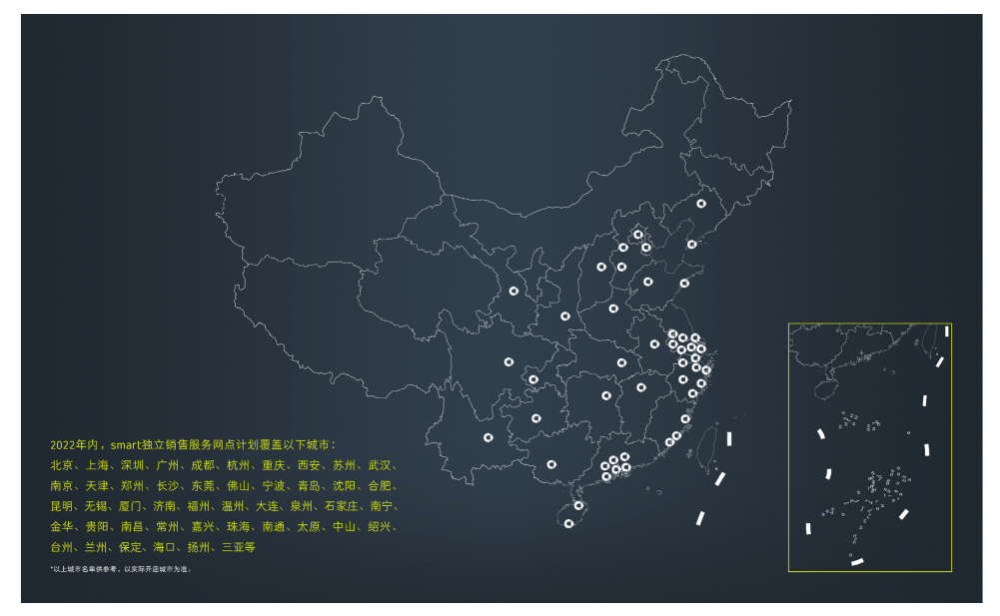 2022年内，smart独立销售服务网点计划覆盖以下城市：
北京、上海、深圳、广州、成都、杭州、重庆、西安、苏州、武汉、
南京、天津、郑州、长沙、东莞、佛山、宁波、青岛、沈阳、合肥、
昆明、无锡、厦门、济南、福州、温州、大连、泉州、石家庄、南宁、
金华、贵阳、南昌、常州、嘉兴、珠海、南通、太原、中山、绍兴、
台州、兰州、保定、海口、扬州、三亚等
*以上城市名单供参考，以实际开店城市为准。